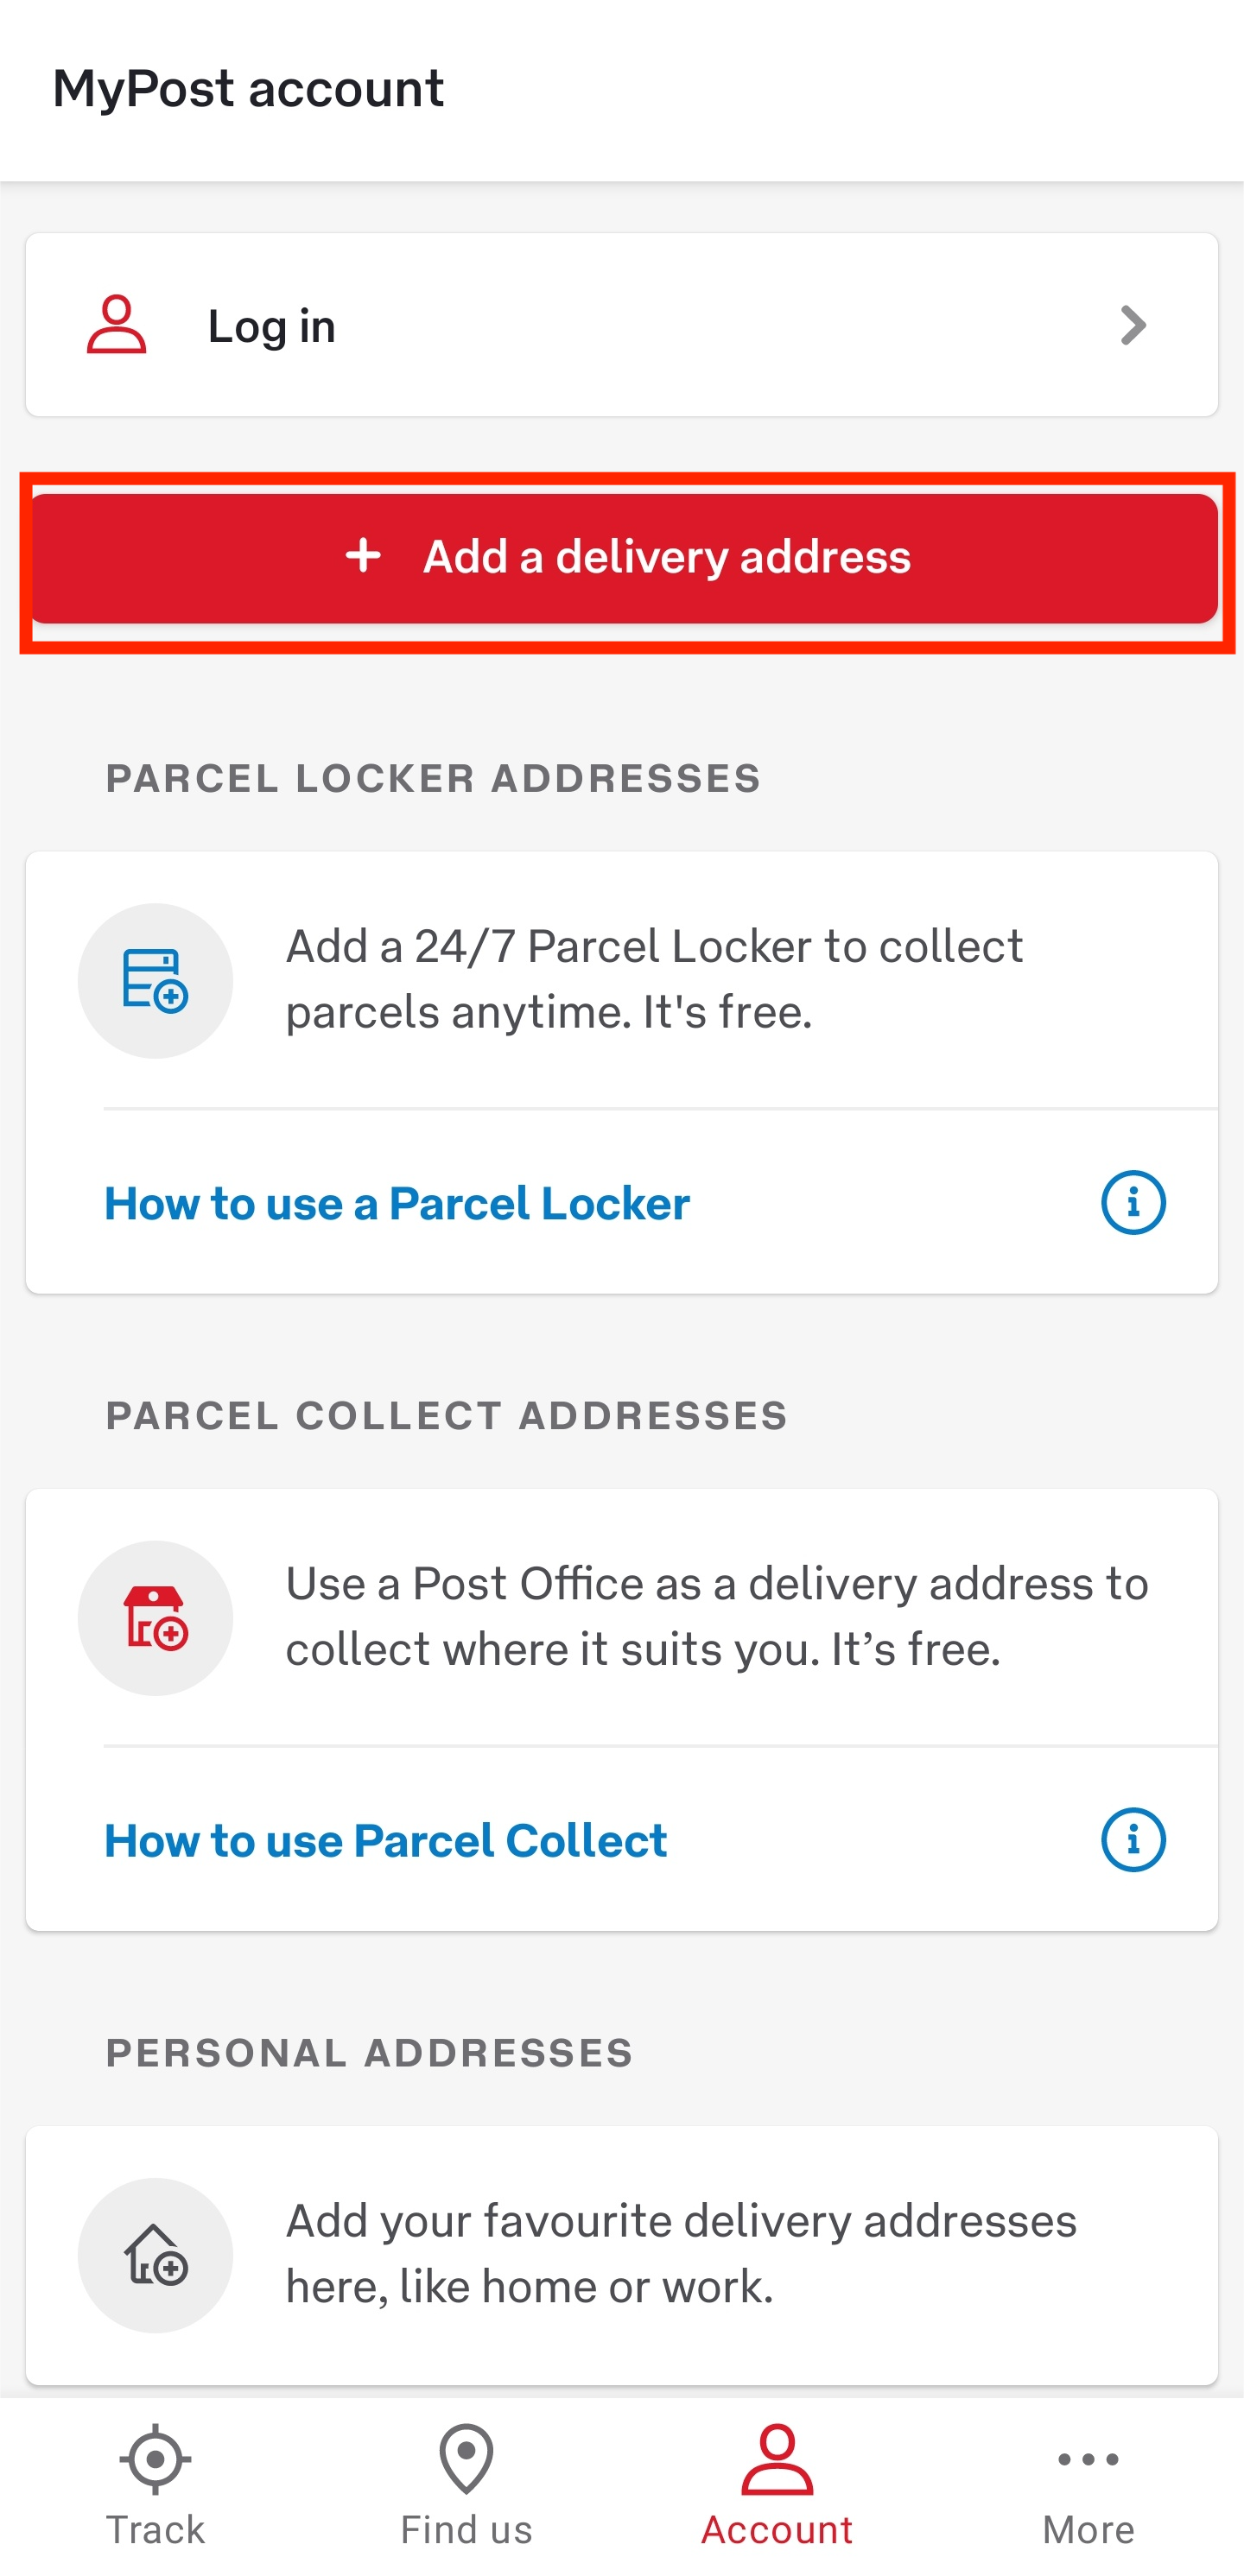 MyPost account
Log in
+ Add a delivery address
PARCEL LOCKER ADDRESSES
Add a 24/7 Parcel Locker to collect
parcels anytime. It's free.
How to use a Parcel Locker
PARCEL COLLECT ADDRESSES
Use a Post Office as a delivery address to
collect where it suits you. It’s free.
How to use Parcel Collect
PERSONAL ADDRESSES
Add your favourite delivery addresses
here, like home or work.
Track
Find us
Account
More